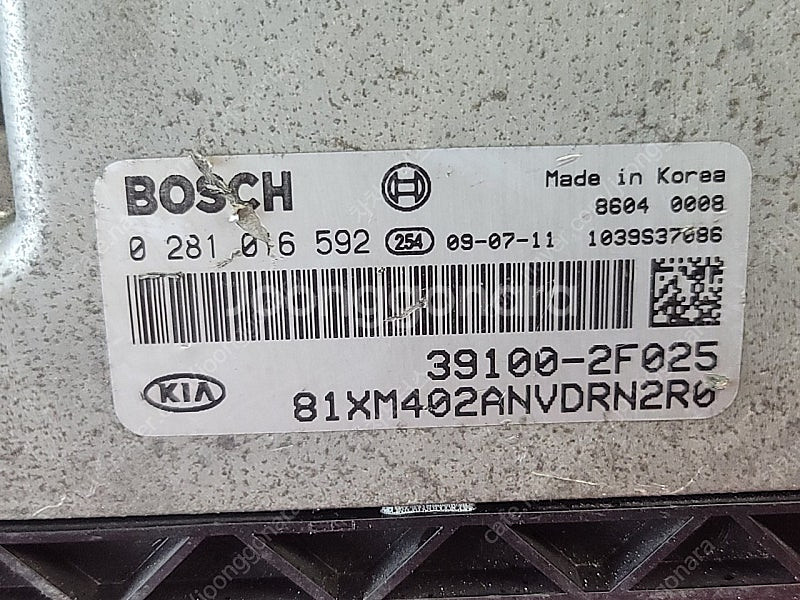 BOSCH
Made in Korea
8604 0008
0 281 016 592 254 09-07-11 1039S37686
39100-2F025
KIA 81XM402ANVDRN2R0
joonggonara